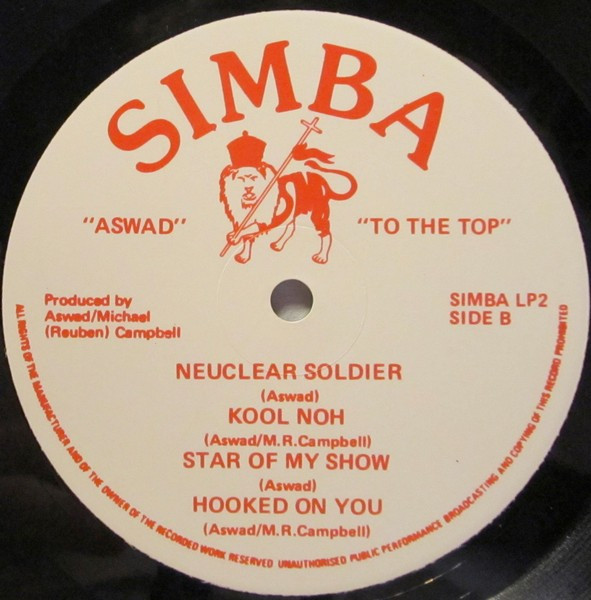 SIMBA
"ASWAD"
"TO THE TOP"
Produced by
Aswad/Michael
(Reuben) Campbell
SIMBA LP2
SIDE B
NEUCLEAR SOLDIER
(Aswad)
KOOL NOH
(Aswad/M.R.Campbell)
STAR OF MY SHOW
(Aswad)
HOOKED ON YOU
(Aswad/M.R.Campbell)
ALL RIGHTS OF THE MANUFACTURER AND OF THE OWNER OF THE RECORDED WORK RESERVED UNAUTHORISED PUBLIC PERFORMANCE BROADCASTING AND COPYING OF THIS RECORD PROHIBITED